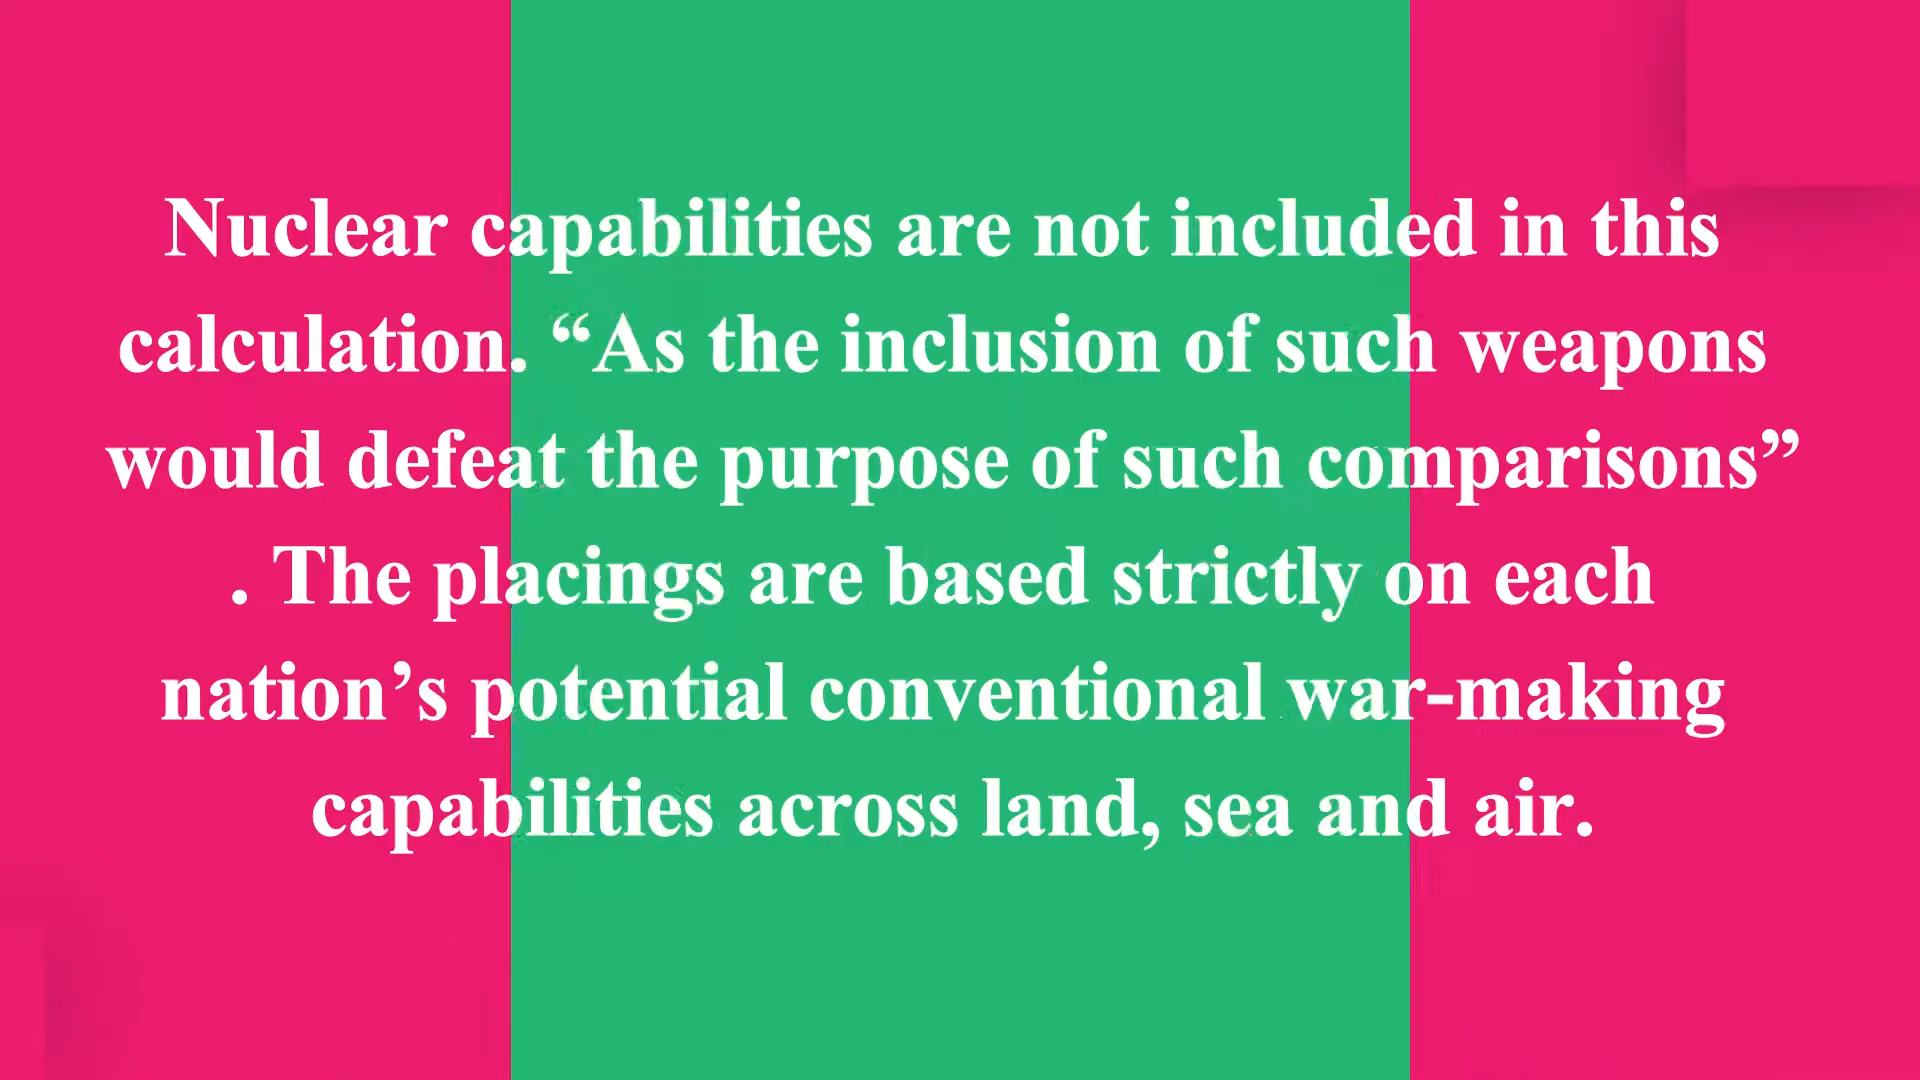 Nuclear capabilities are not included in this
calculation. “As the inclusion of such weapons
would defeat the purpose of such comparisons”
. The placings are based strictly on each
nation’s potential conventional war-making
capabilities across land, sea and air.